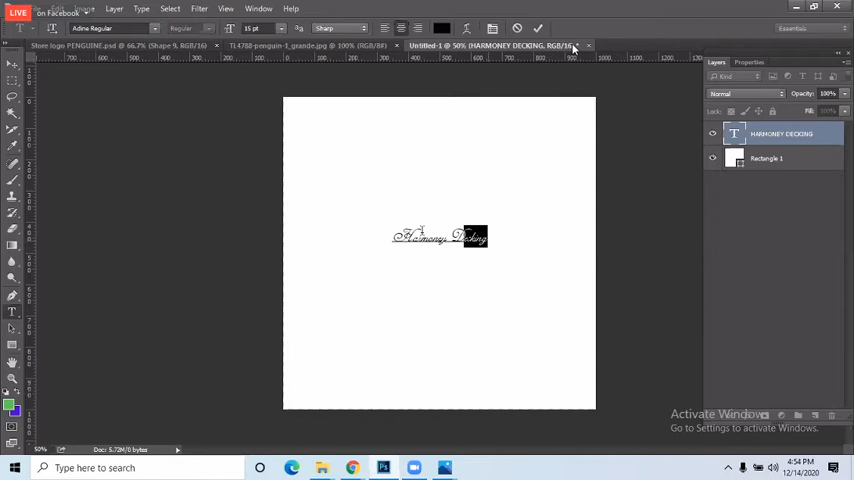 LIVE on Facebook
File Edit Image Layer Type Select Filter View Window Help
Adine Regular Regular 15 pt Sharp Essentials
Store logo PENGUINE.psd @ 66.7% (Shape 9, RGB/16) × TL4788-penguin-1_grande.jpg @ 100% (RGB/8#) × Untitled-1 @ 50% (HARMONEY DECKING, RGB/16) * ×
Layers Properties
Kind
Normal Opacity: 100%
Lock: Fill: 100%
T HARMONEY DECKING
Rectangle 1
Harmoney Decking
Activate Windows
Go to Settings to activate Windows.
50% Doc: 5.72M/0 bytes
Type here to search
Ps
4:54 PM
12/14/2020